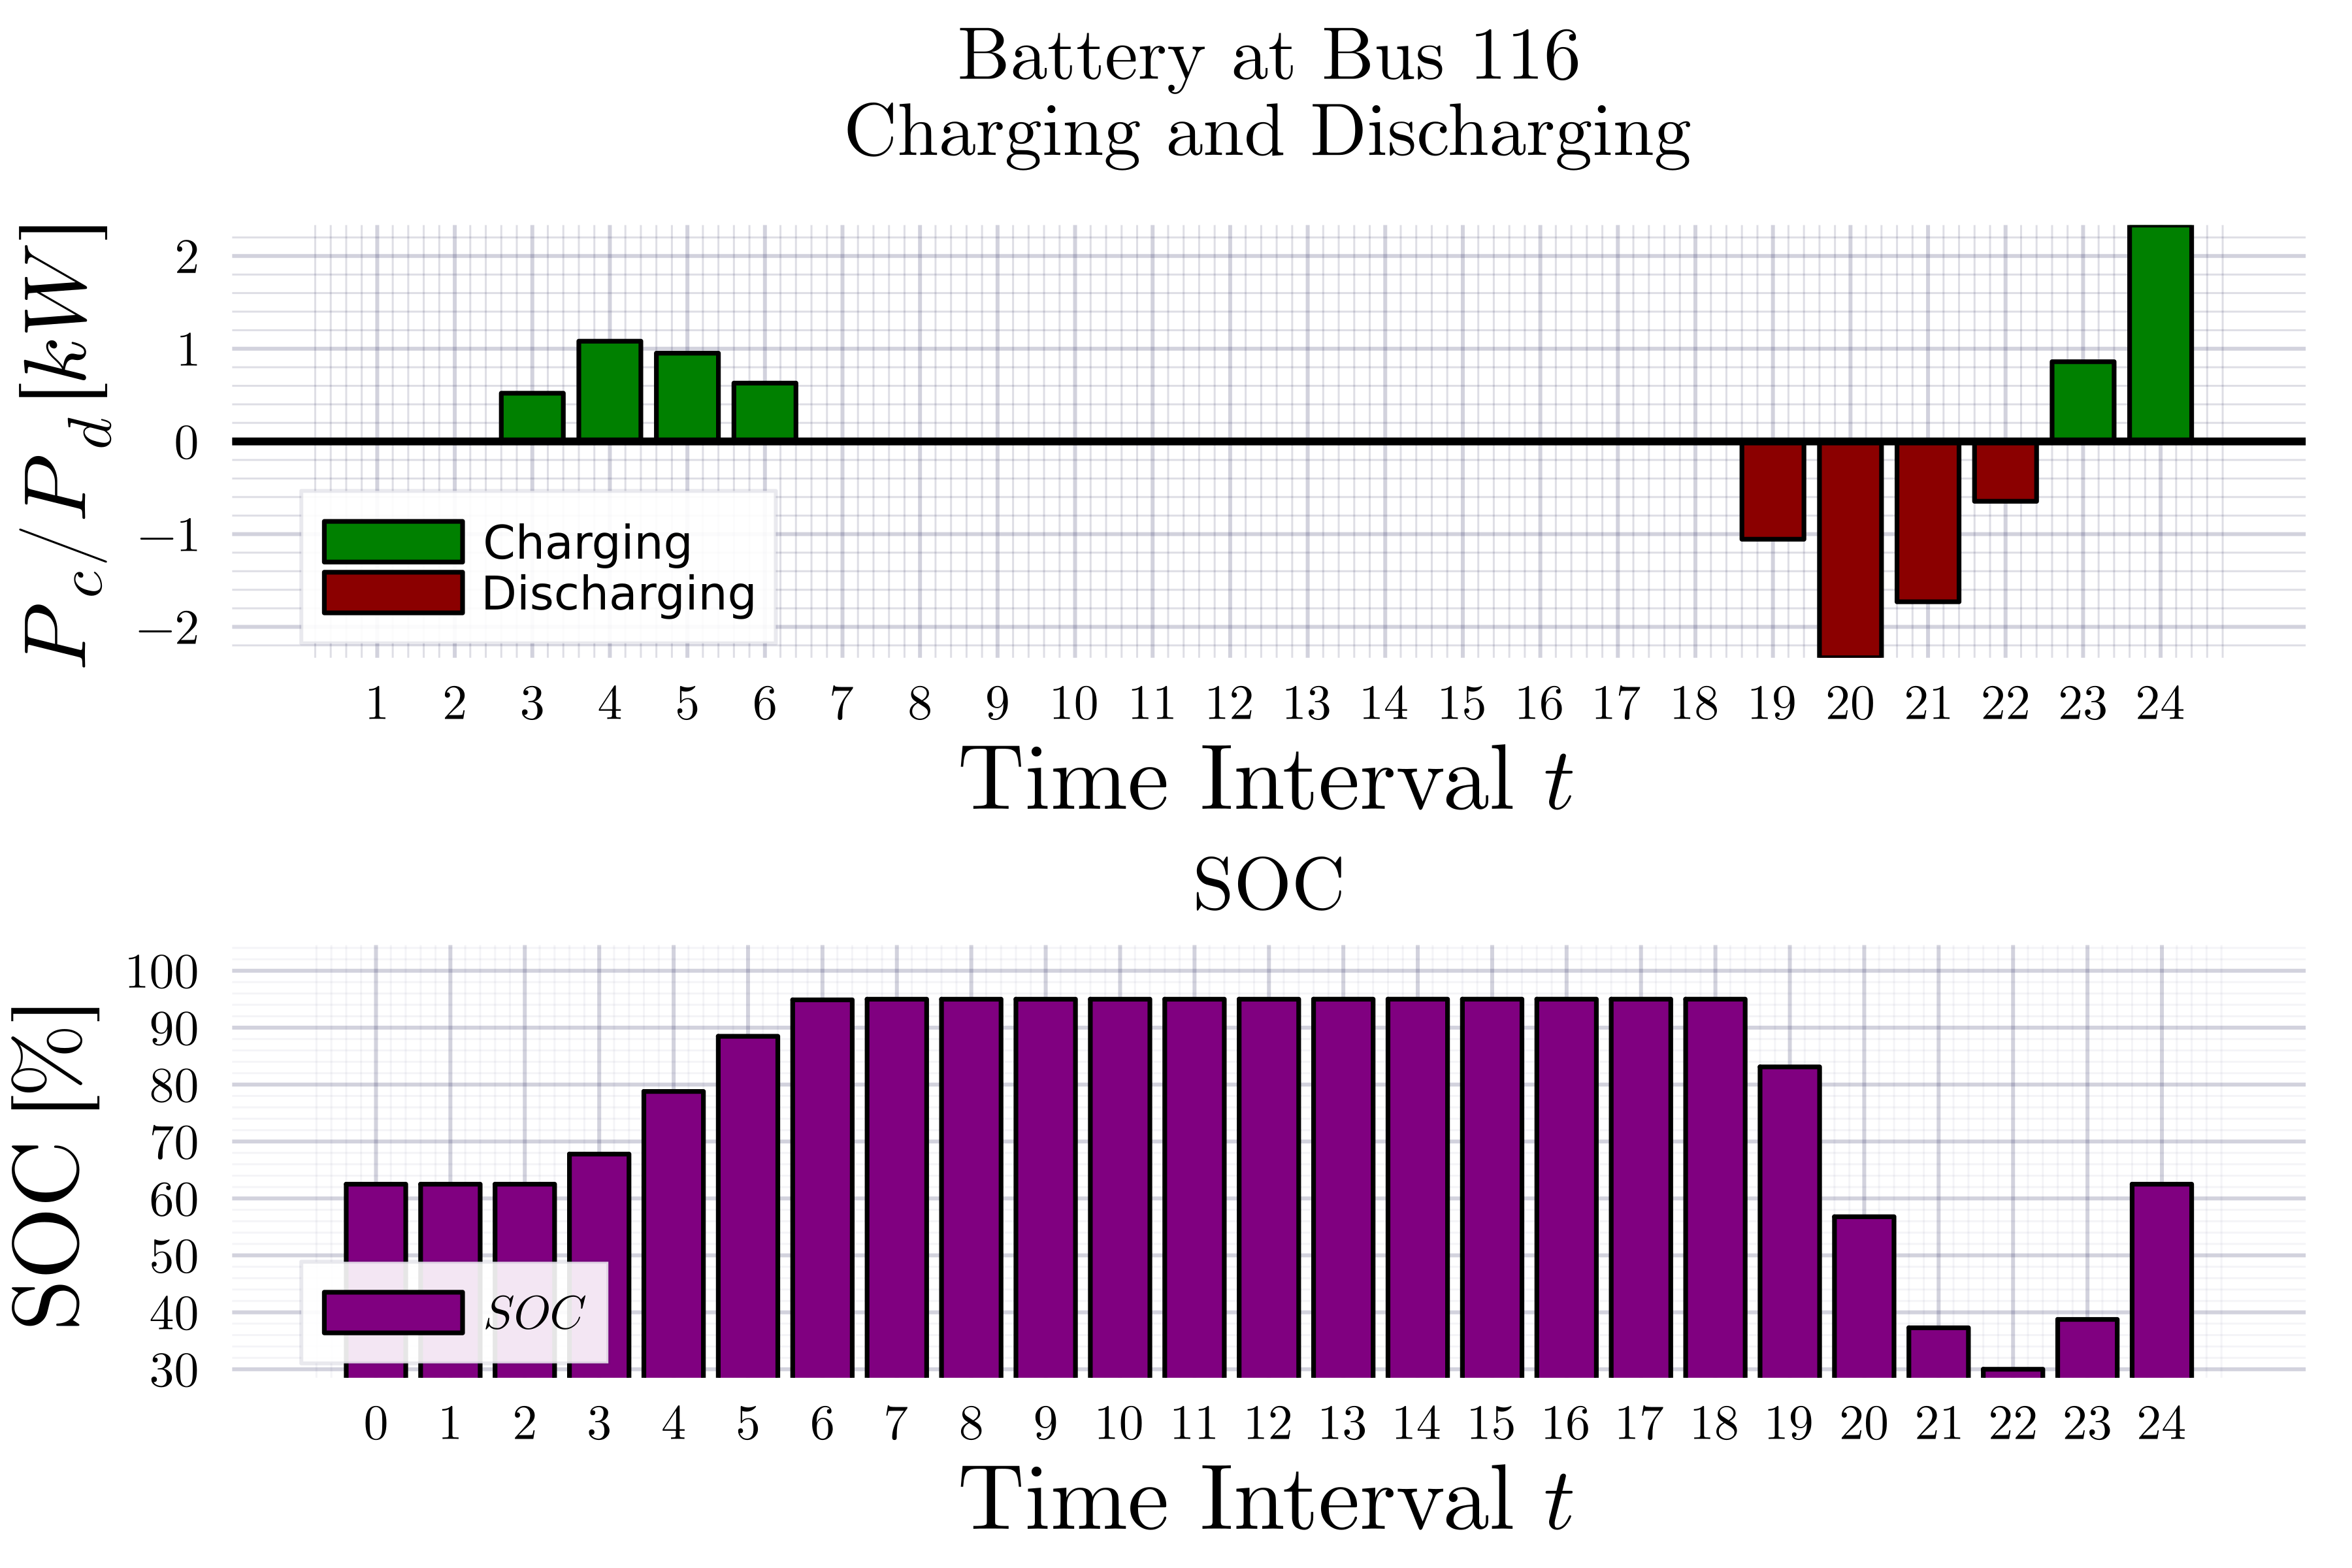 Battery at Bus 116
Charging and Discharging
P_c/P_d [kW]
2
1
0
−1
−2
Charging
Discharging
1 2 3 4 5 6 7 8 9 10 11 12 13 14 15 16 17 18 19 20 21 22 23 24
Time Interval t
SOC
SOC [%]
100
90
80
70
60
50
40
30
SOC
0 1 2 3 4 5 6 7 8 9 10 11 12 13 14 15 16 17 18 19 20 21 22 23 24
Time Interval t